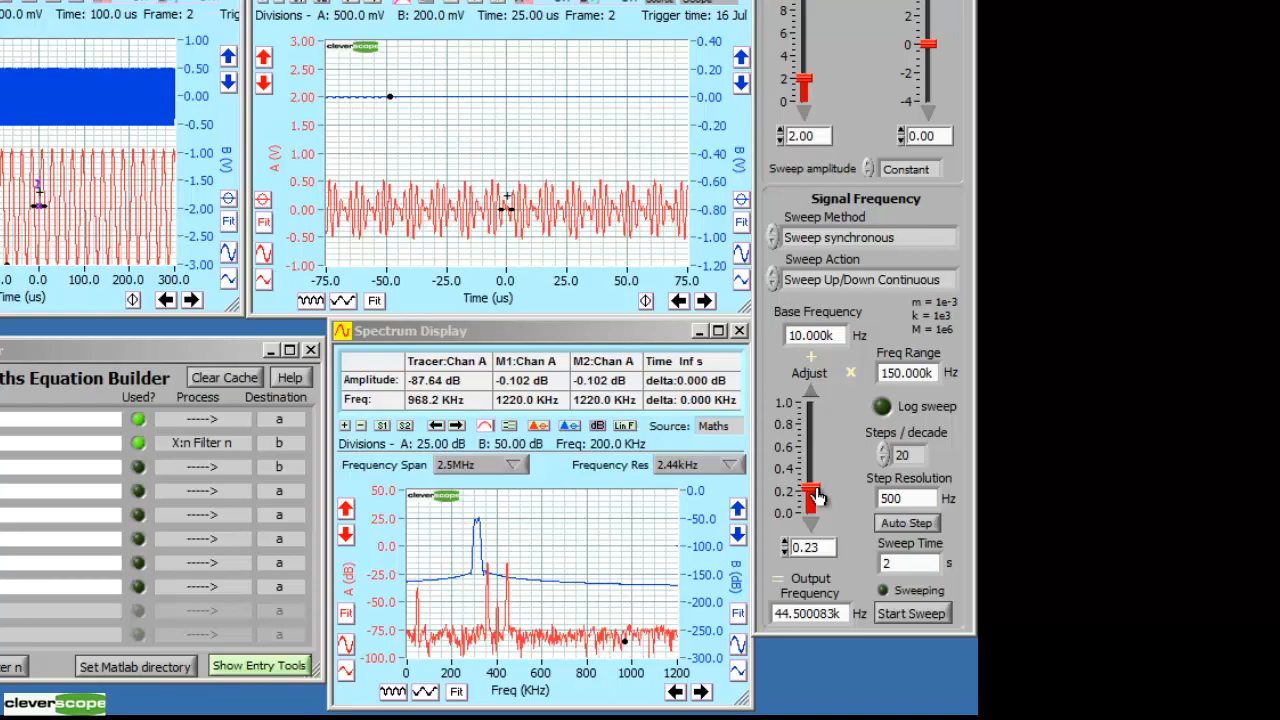 0.00 mV Time: 100.0 us Frame: 2 Trig
Divisions - A: 500.0 mV B: 200.0 mV Time: 25.00 us Frame: 2 Trigger time: 16 Jul
1.00
0.50
0.00
-0.50
-1.00
-1.50
-2.00
-2.50
-3.00
B (V)
Fit
0.0 0.0 100.0 200.0 300.0
Time (us)
cleverscope
3.00
2.50
2.00
1.50
1.00
0.50
0.00
-0.50
-1.00
A (V)
Fit
0.40
0.20
0.00
-0.20
-0.40
-0.60
-0.80
-1.00
-1.20
B (V)
Fit
-75.0 -50.0 -25.0 0.0 25.0 50.0 75.0
Time (us)
Fit
8
6
4
2
0
2
0
-2
-4
2.00
0.00
Sweep amplitude Constant
Signal Frequency
Sweep Method
Sweep synchronous
Sweep Action
Sweep Up/Down Continuous
Base Frequency
m = 1e-3
k = 1e3
M = 1e6
10.000k Hz
+
Adjust x
Freq Range
150.000k Hz
1.0
0.8
0.6
0.4
0.2
0.0
Log sweep
Steps / decade
20
Step Resolution
500 Hz
Auto Step
0.23
Sweep Time
2 s
= Output
Frequency
Sweeping
44.500083k Hz
Start Sweep
ths Equation Builder
Clear Cache
Help
Used? Process Destination
-----> a
X:n Filter n b
-----> b
-----> a
-----> a
-----> a
-----> a
-----> a
-----> a
-----> a
er n
Set Matlab directory
Show Entry Tools
cleverscope
Spectrum Display
Tracer:Chan A M1:Chan A M2:Chan A Time Inf s
Amplitude: -87.64 dB -0.102 dB -0.102 dB delta:0.000 dB
Freq: 968.2 KHz 1220.0 KHz 1220.0 KHz delta: 0.000 KHz
S1 S2 dB Lin F Source: Maths
Divisions - A: 25.00 dB B: 50.00 dB Freq: 200.0 KHz
Frequency Span 2.5MHz Frequency Res 2.44kHz
cleverscope
50.0
25.0
0.0
-25.0
-50.0
-75.0
-100.0
A (dB)
Fit
-0.0
-50.0
-100.0
-150.0
-200.0
-250.0
-300.0
B (dB)
Fit
0 200 400 600 800 1000 1200
Freq (KHz)
Fit